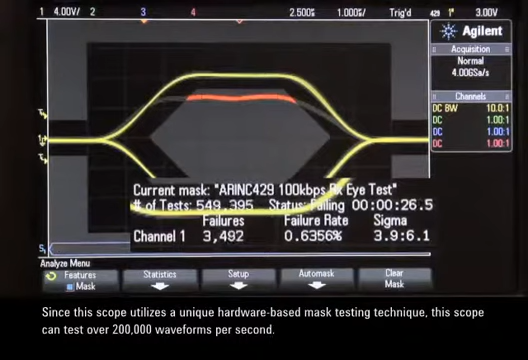 1 4.00V/ 2 3 4 2.500s 1.000s/ Trig'd 429 3.00V
Agilent
Acquisition
Normal
4.00GSa/s
Channels
DC BW 10.0:1
DC 1.00:1
DC 1.00:1
DC 1.00:1
Current mask: "ARINC429 100kbps Rx Eye Test"
# of Tests: 549,395 Status: Failing 00:00:26.5
Failures Failure Rate Sigma
Channel 1 3,492 0.6356% 3.9:6.1
Analyze Menu
Features Statistics Setup Automask Clear
Mask Mask
Since this scope utilizes a unique hardware-based mask testing technique, this scope
can test over 200,000 waveforms per second.